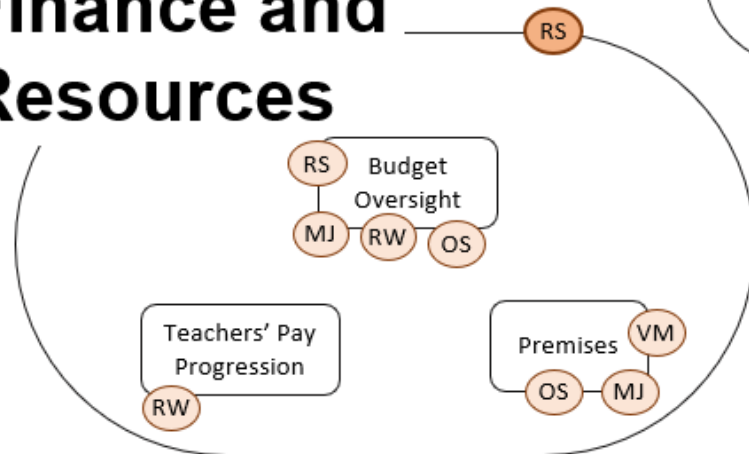 Finance and
Resources
RS
RS
Budget
Oversight
MJ
RW
OS
Teachers’ Pay
Progression
RW
Premises
VM
OS
MJ